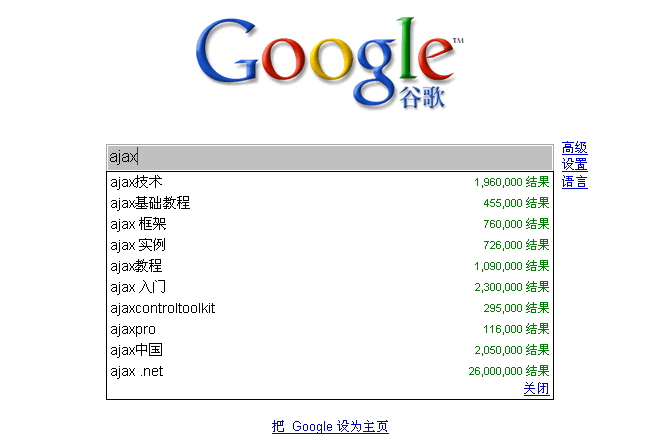 Google™
谷歌
ajax
高级
设置
语言
ajax技术 1,960,000 结果
ajax基础教程 455,000 结果
ajax 框架 760,000 结果
ajax 实例 726,000 结果
ajax教程 1,090,000 结果
ajax 入门 2,300,000 结果
ajaxcontroltoolkit 295,000 结果
ajaxpro 116,000 结果
ajax中国 2,050,000 结果
ajax .net 26,000,000 结果
关闭
把 Google 设为主页